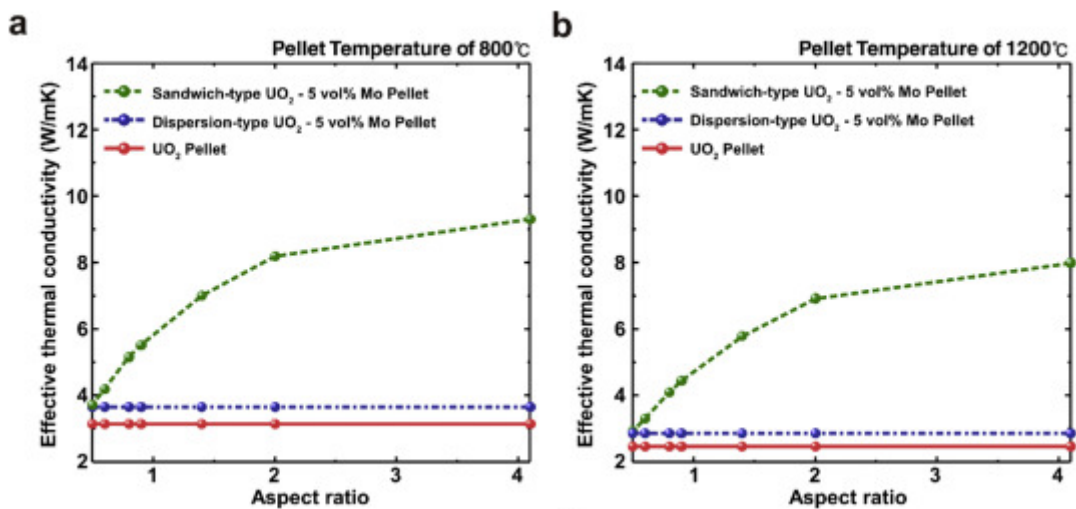 a
Pellet Temperature of 800℃
Effective thermal conductivity (W/mK)
14
12
10
8
6
4
2
Sandwich-type UO₂ - 5 vol% Mo Pellet
Dispersion-type UO₂ - 5 vol% Mo Pellet
UO₂ Pellet
1
2
3
4
Aspect ratio
b
Pellet Temperature of 1200℃
Effective thermal conductivity (W/mK)
14
12
10
8
6
4
2
Sandwich-type UO₂ - 5 vol% Mo Pellet
Dispersion-type UO₂ - 5 vol% Mo Pellet
UO₂ Pellet
1
2
3
4
Aspect ratio